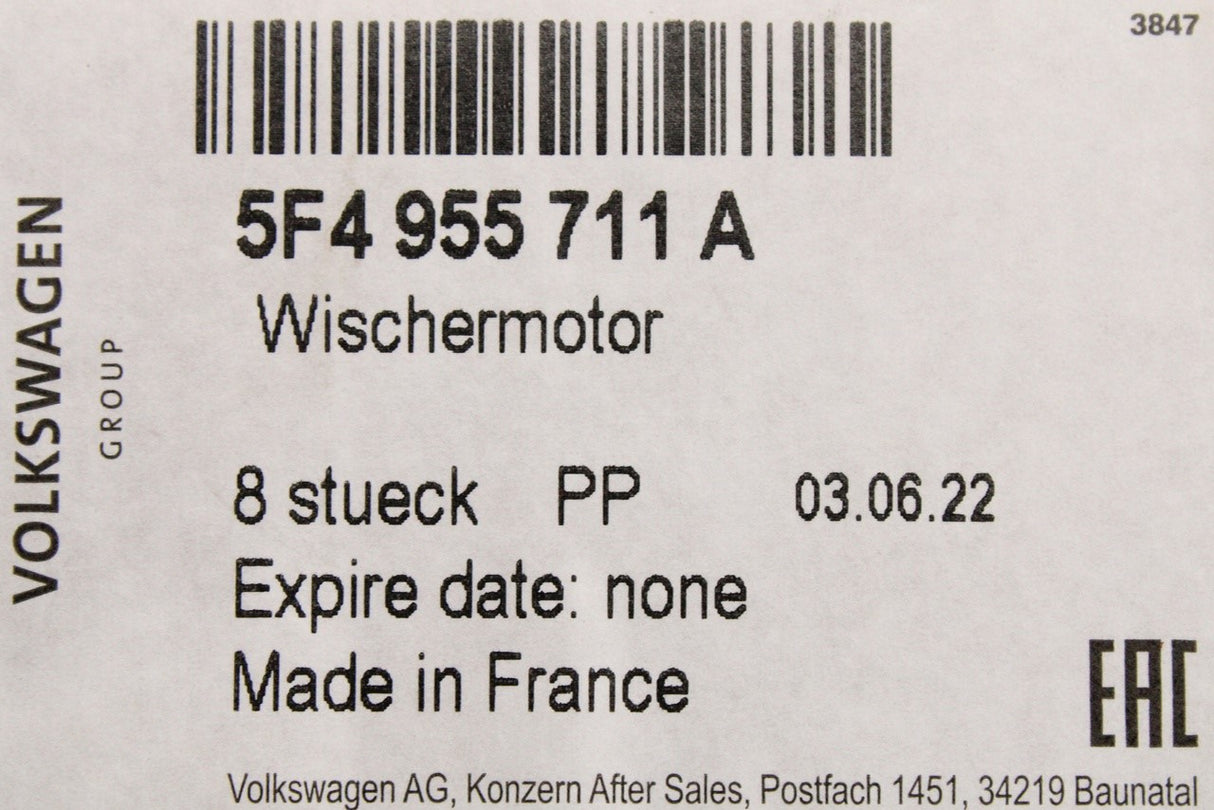 3847
5F4 955 711 A
Wischermotor
8 stueck PP 03.06.22
Expire date: none
Made in France
EAC
Volkswagen AG, Konzern After Sales, Postfach 1451, 34219 Baunatal
VOLKSWAGEN
GROUP